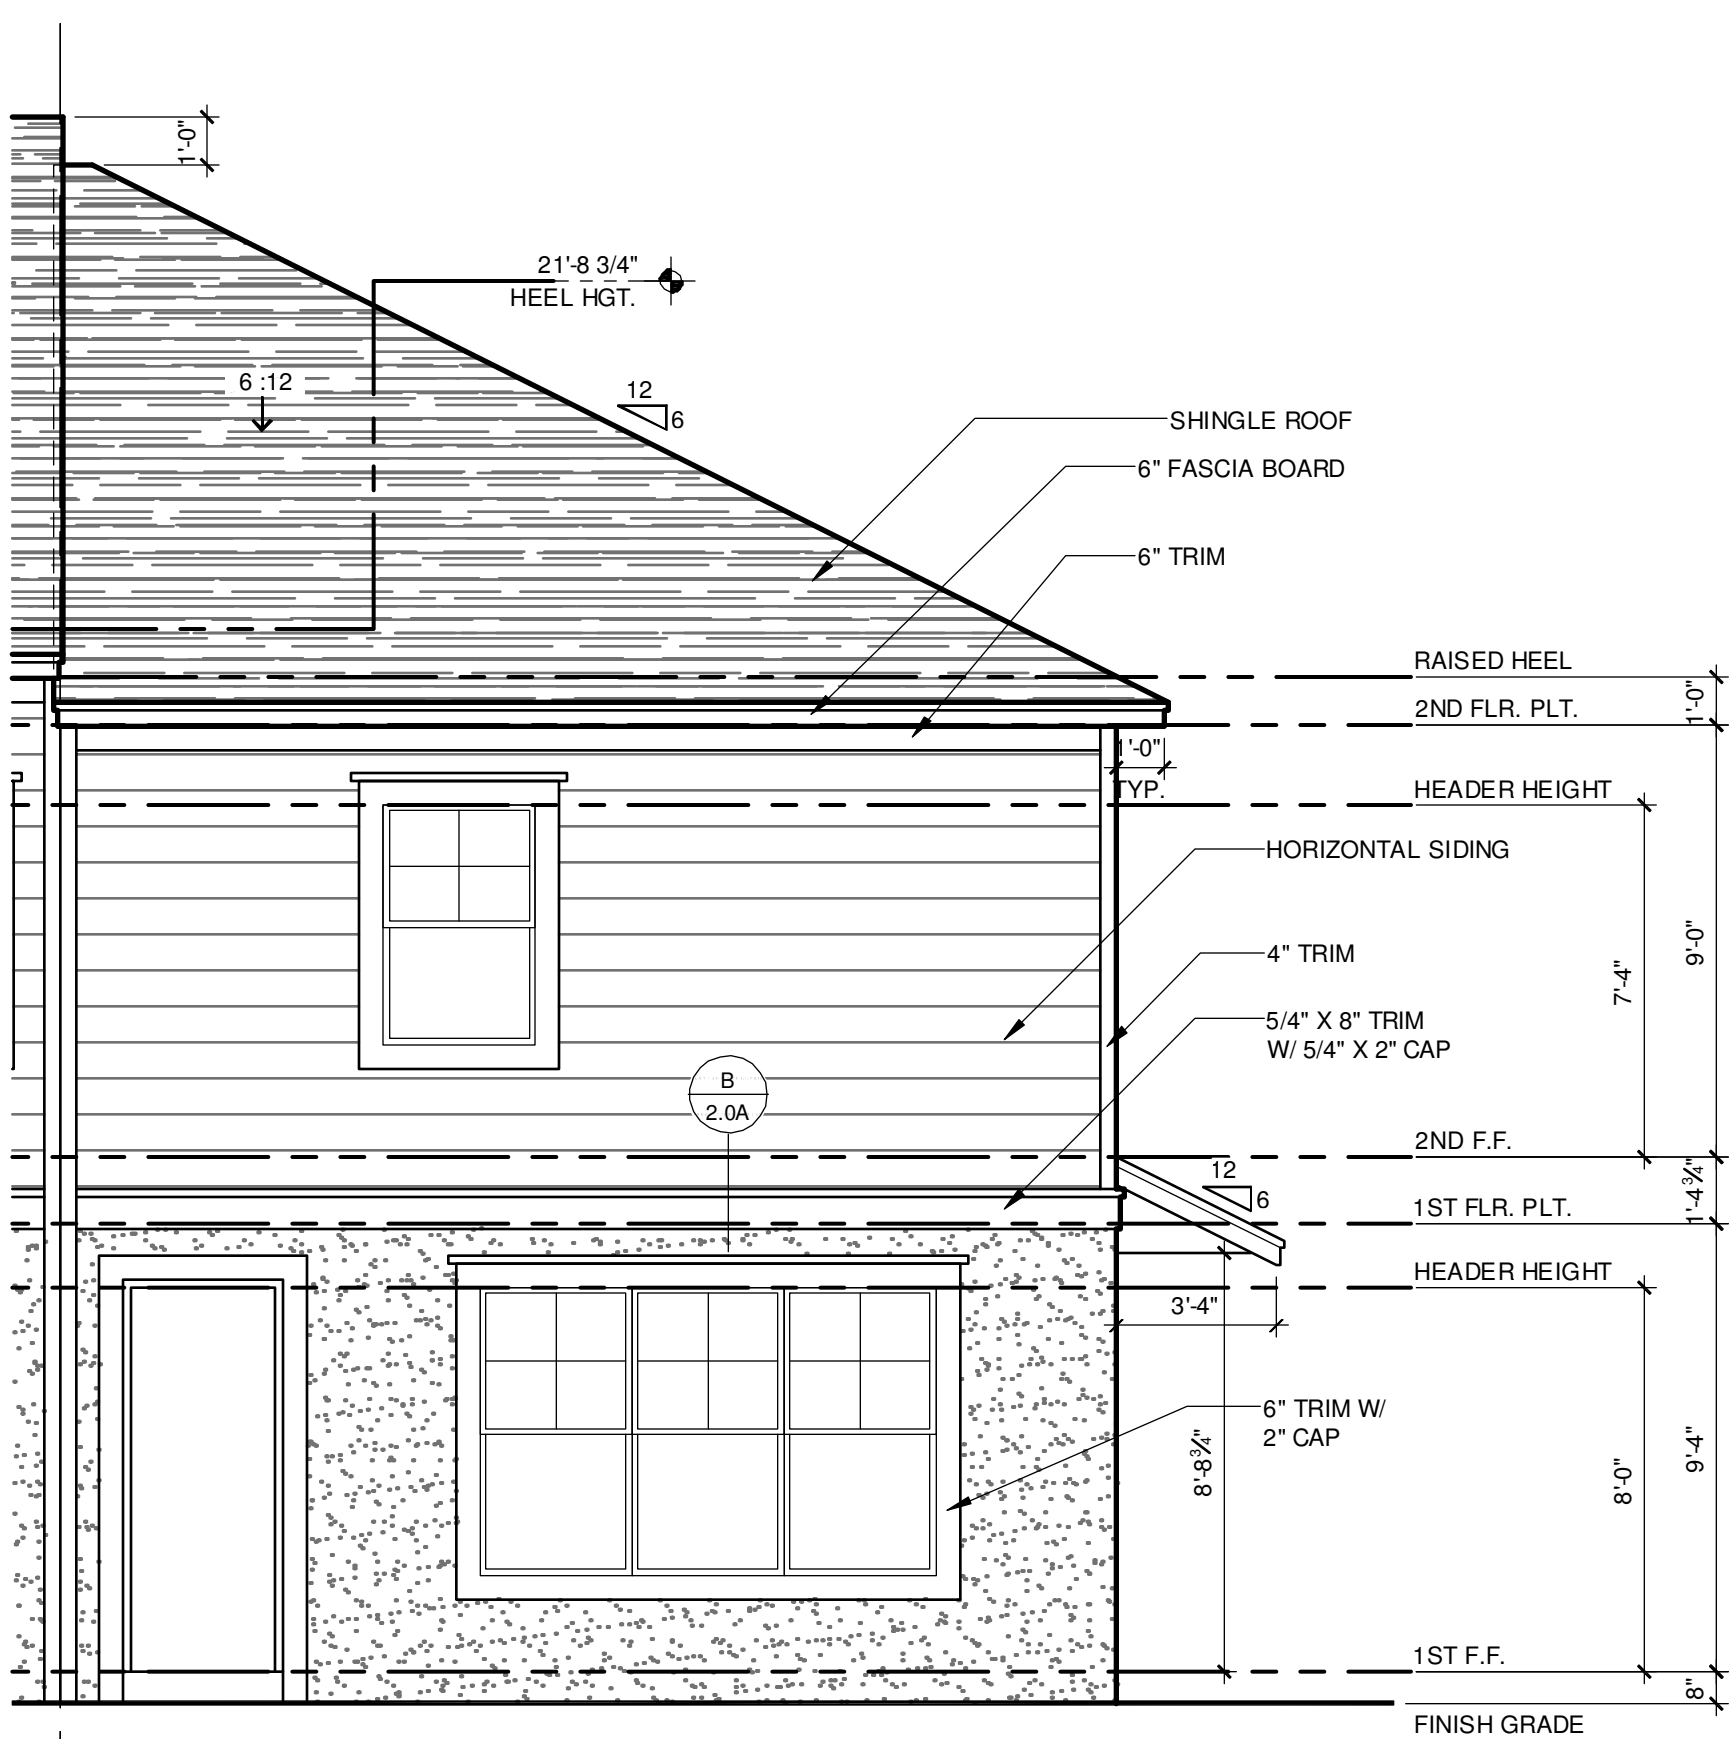 1'-0"
21'-8 3/4"
HEEL HGT.
6 :12
12
6
SHINGLE ROOF
6" FASCIA BOARD
6" TRIM
RAISED HEEL
1'-0"
2ND FLR. PLT.
1'-0"
TYP.
HEADER HEIGHT
HORIZONTAL SIDING
9'-0"
4" TRIM
7'-4"
5/4" X 8" TRIM
W/ 5/4" X 2" CAP
B
2.0A
2ND F.F.
12
6
1'-4¾"
1ST FLR. PLT.
HEADER HEIGHT
3'-4"
6" TRIM W/
2" CAP
8'-8¾"
8'-0"
9'-4"
1ST F.F.
8"
FINISH GRADE